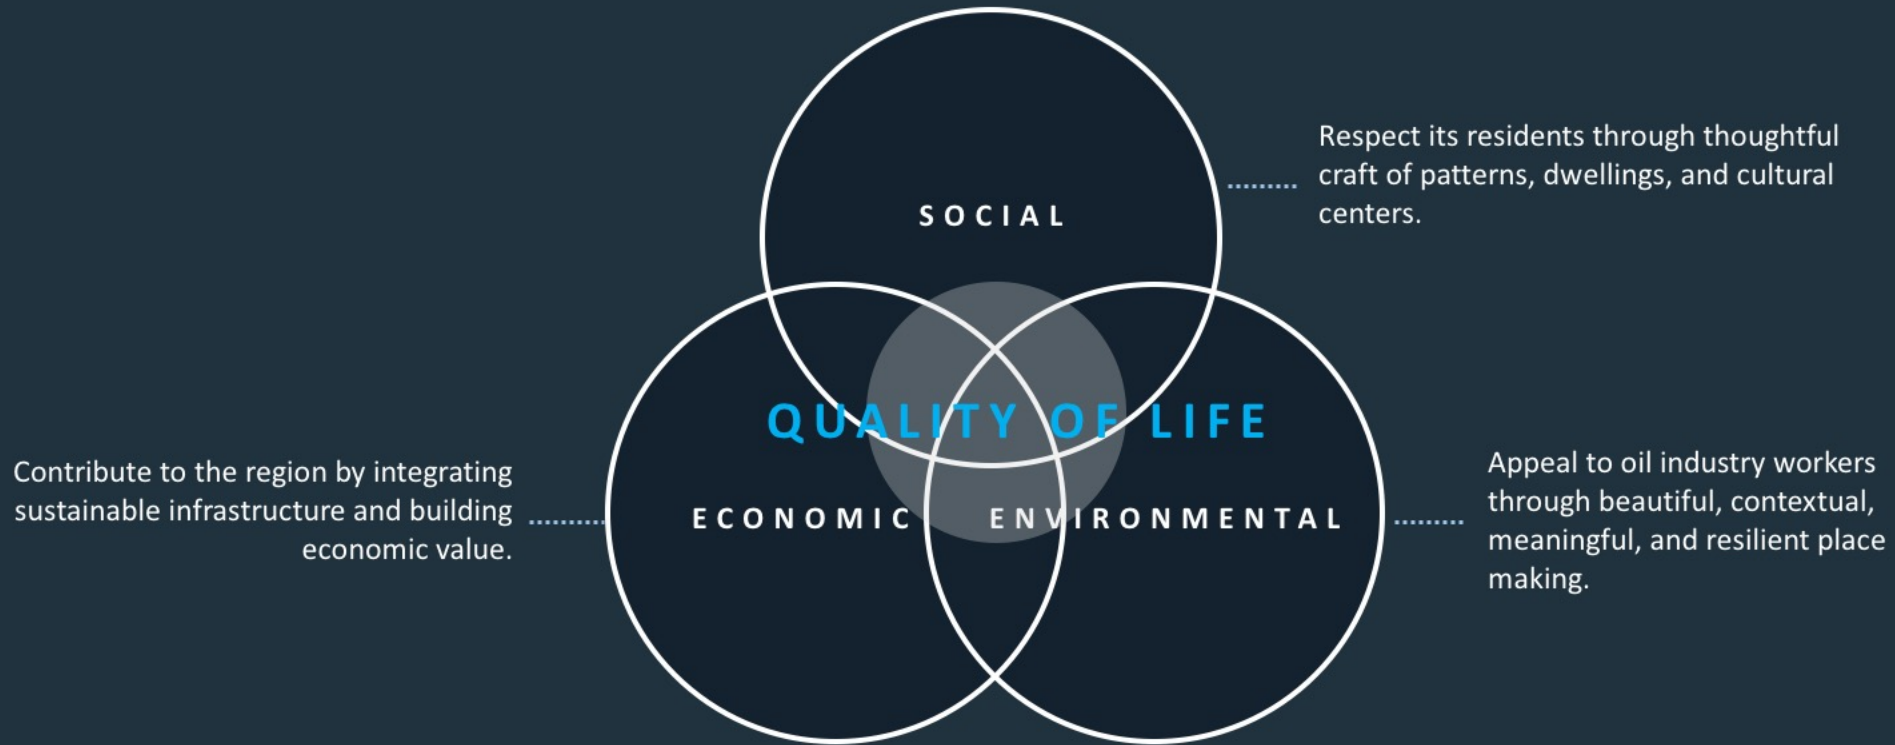 Respect its residents through thoughtful
craft of patterns, dwellings, and cultural
centers.
SOCIAL
QUALITY OF LIFE
Contribute to the region by integrating
sustainable infrastructure and building
economic value.
ECONOMIC
ENVIRONMENTAL
Appeal to oil industry workers
through beautiful, contextual,
meaningful, and resilient place
making.